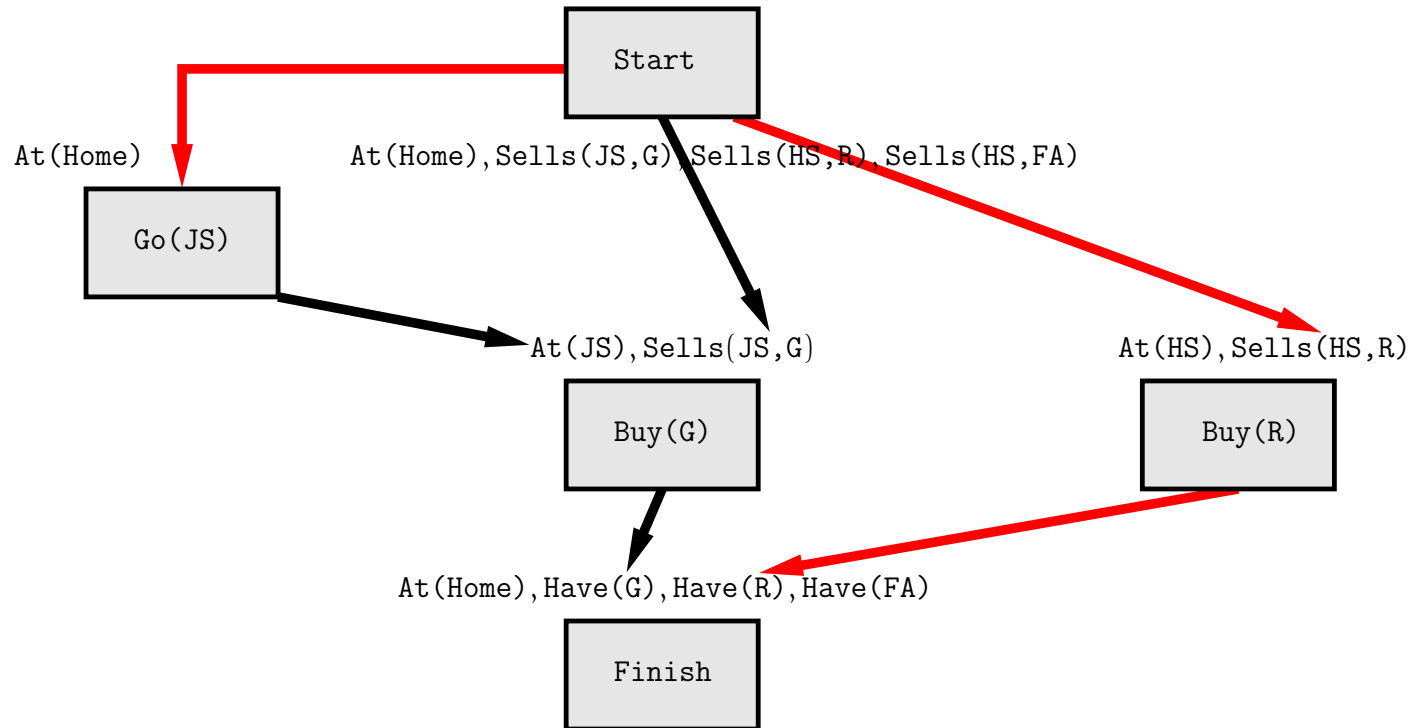 Start
At(Home)
At(Home),Sells(JS,G),Sells(HS,R),Sells(HS,FA)
Go(JS)
At(JS),Sells(JS,G)
At(HS),Sells(HS,R)
Buy(G)
Buy(R)
At(Home),Have(G),Have(R),Have(FA)
Finish